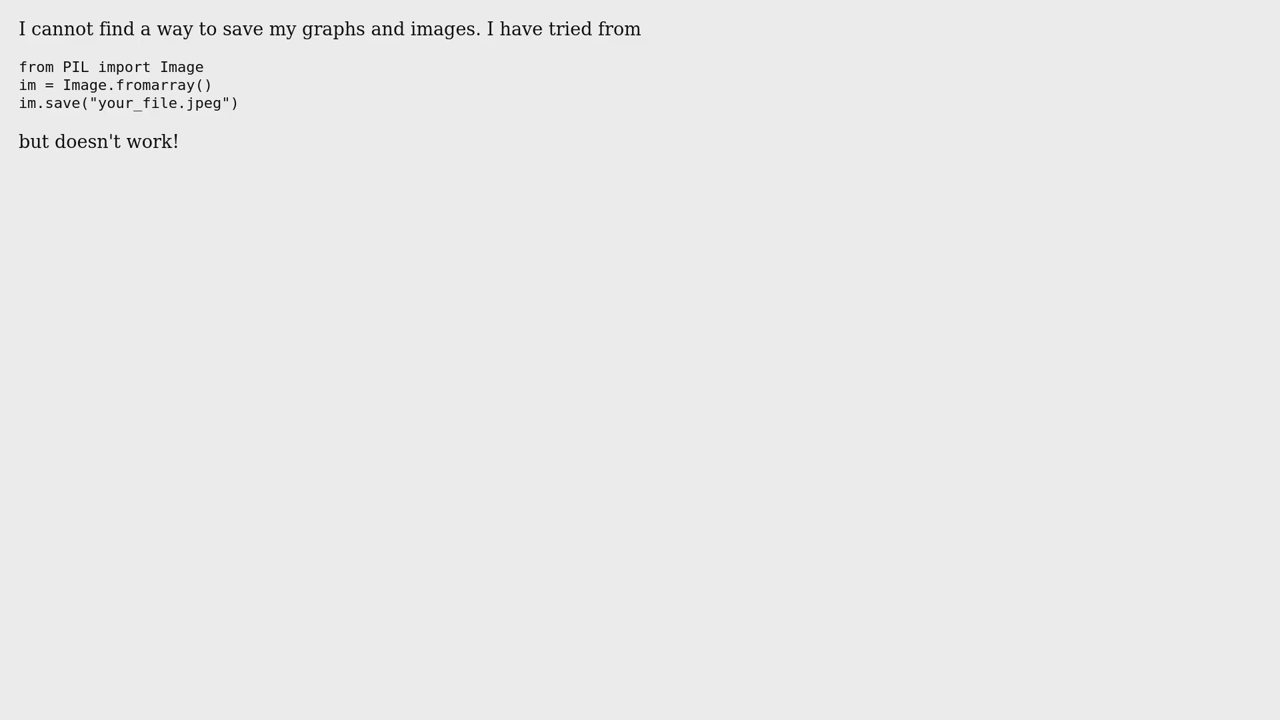 I cannot find a way to save my graphs and images. I have tried from
from PIL import Image
im = Image.fromarray()
im.save("your_file.jpeg")
but doesn't work!